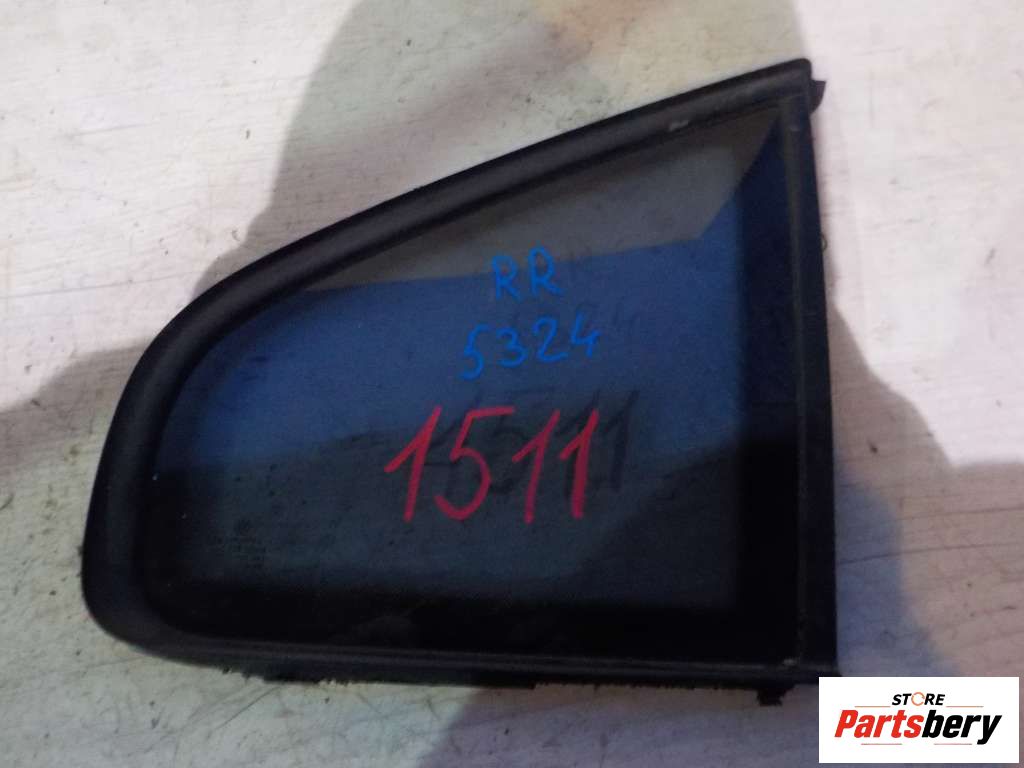 RR
5324
1511
STORE
Partsbery